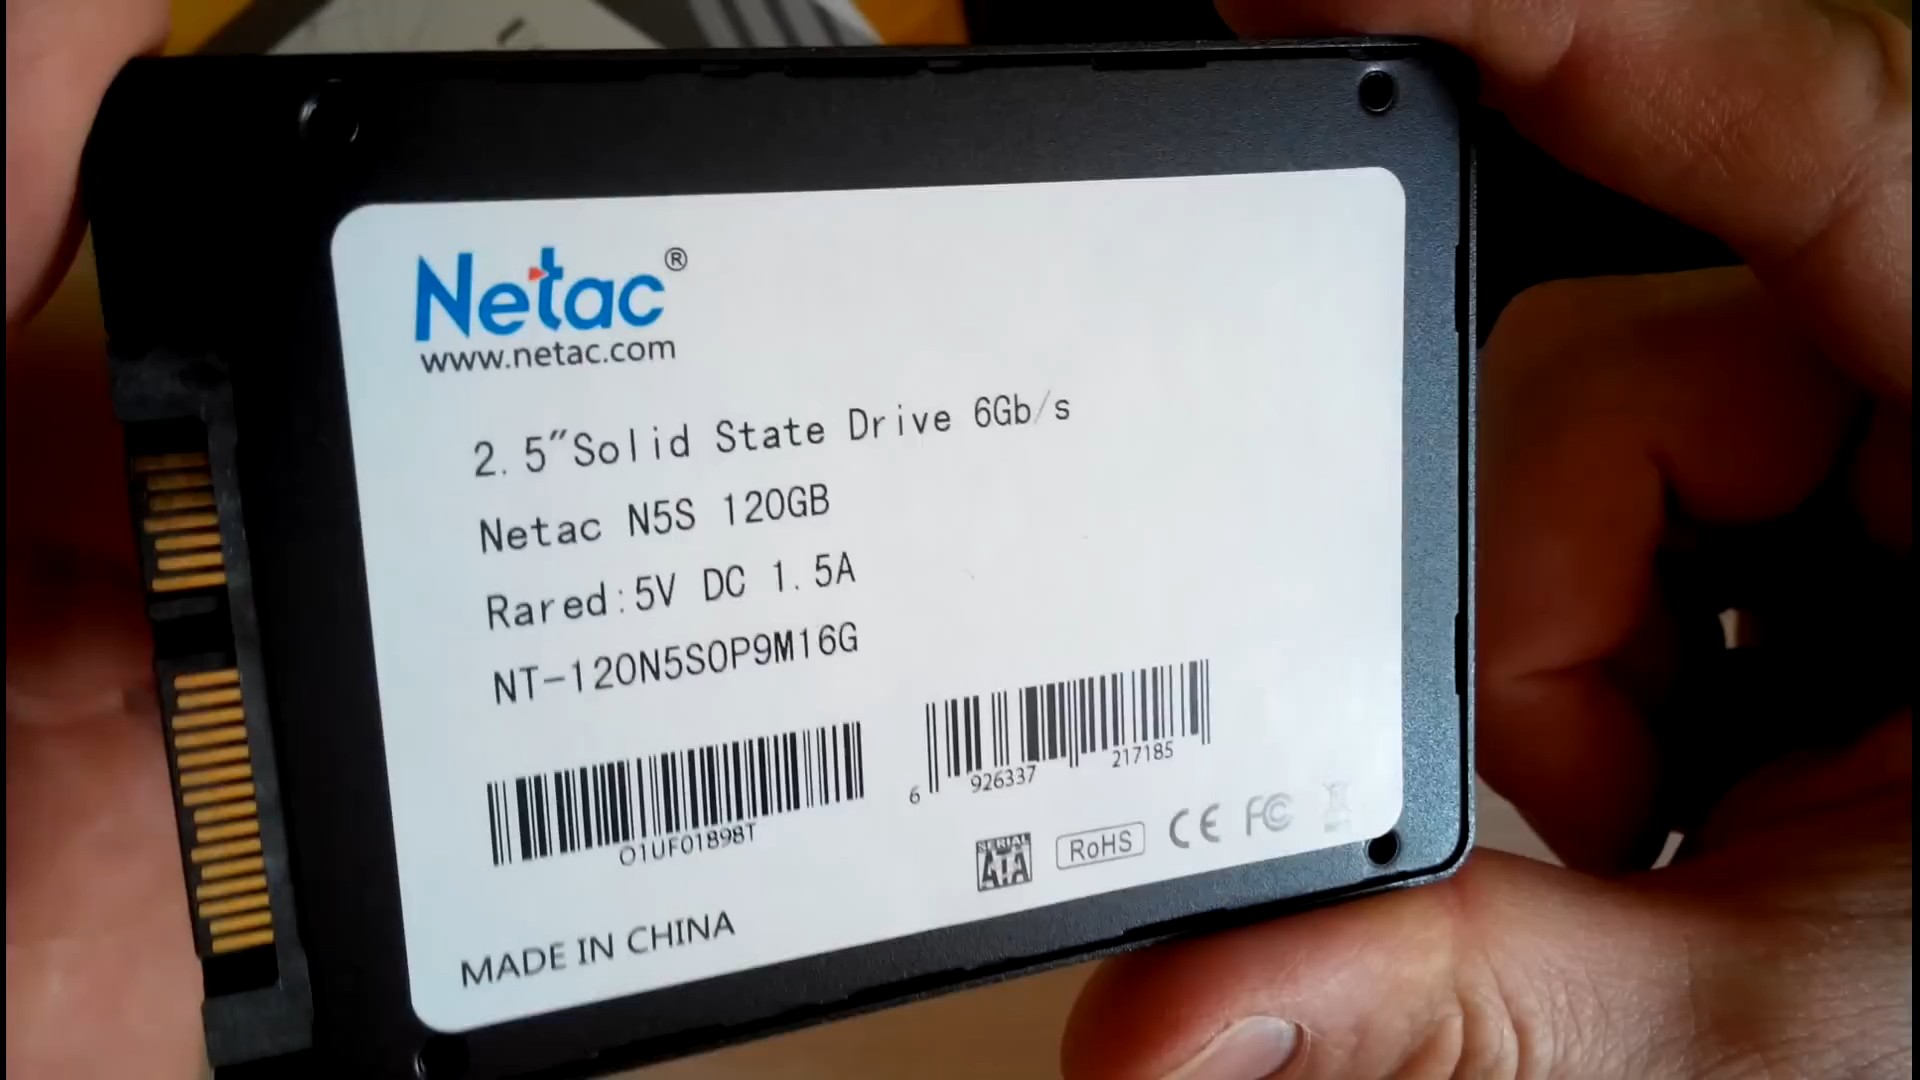 Netac®
www.netac.com
2.5"Solid State Drive 6Gb/s
Netac N5S 120GB
Rared:5V DC 1.5A
NT-120N5S0P9M16G
01UF01898T
6 926337 217185
SERIAL ATA
RoHS
CE FC
MADE IN CHINA